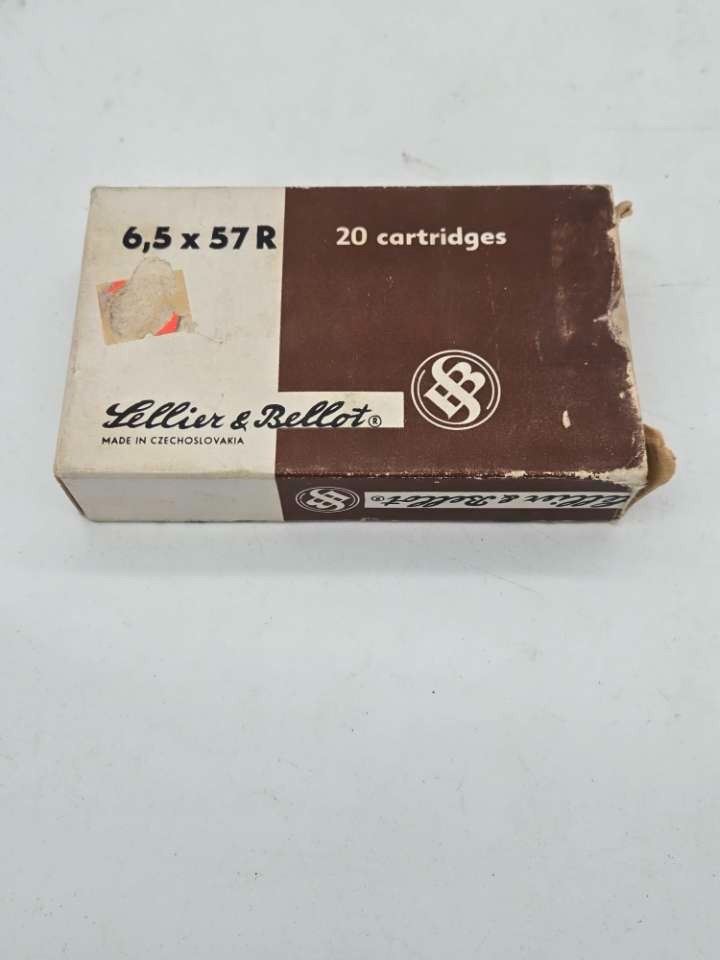 6,5 x 57 R
20 cartridges
SB
Sellier & Bellot®
MADE IN CZECHOSLOVAKIA
SB
Sellier & Bellot®